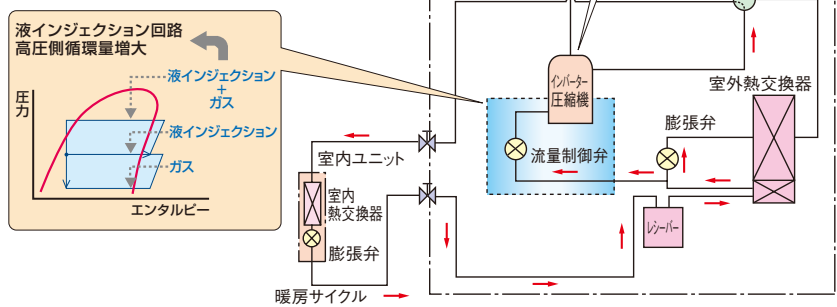 液インジェクション回路
高圧側循環量増大
液インジェクション
+
ガス
液インジェクション
ガス
圧力
エンタルピー
インバーター
圧縮機
流量制御弁
室外熱交換器
膨張弁
室内ユニット
室内
熱交換器
膨張弁
レシーバー
暖房サイクル